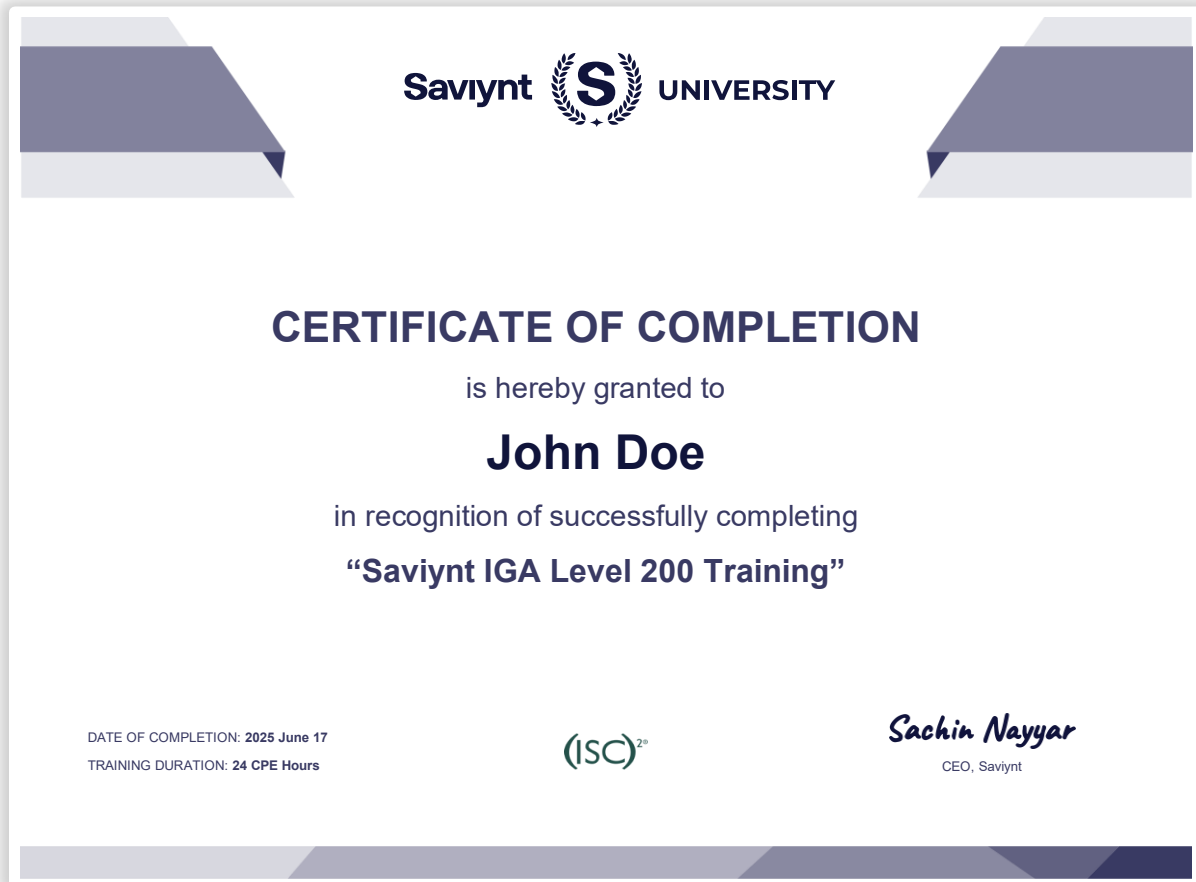 Saviynt S UNIVERSITY
CERTIFICATE OF COMPLETION
is hereby granted to
John Doe
in recognition of successfully completing
“Saviynt IGA Level 200 Training”
DATE OF COMPLETION: 2025 June 17
TRAINING DURATION: 24 CPE Hours
(ISC)²®
Sachin Nayyar
CEO, Saviynt